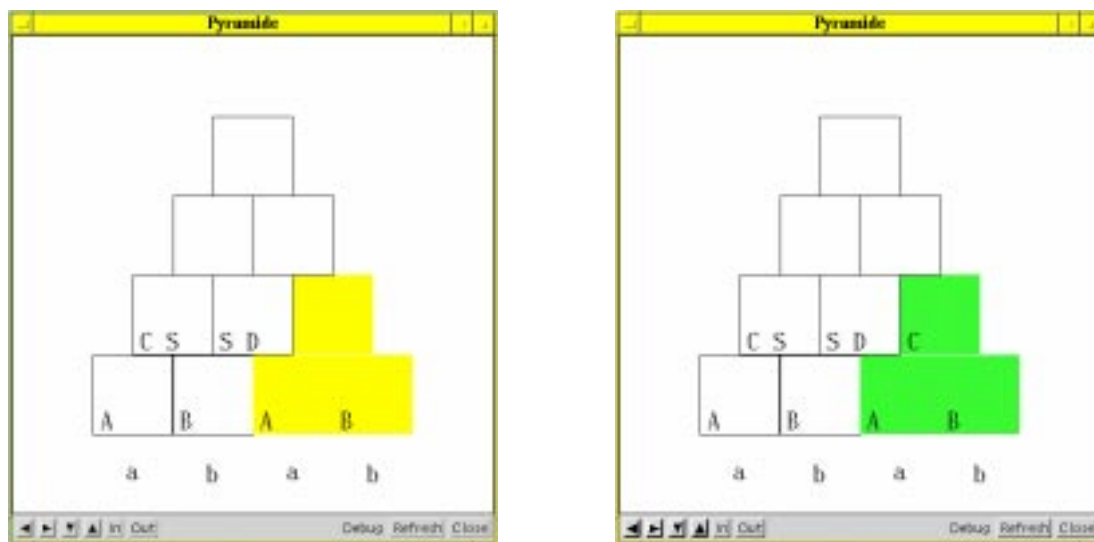 Pyramide
C S S D
A B A B
a b a b
In Out Debug Refresh Close
Pyramide
C S S D C
A B A B
a b a b
In Out Debug Refresh Close